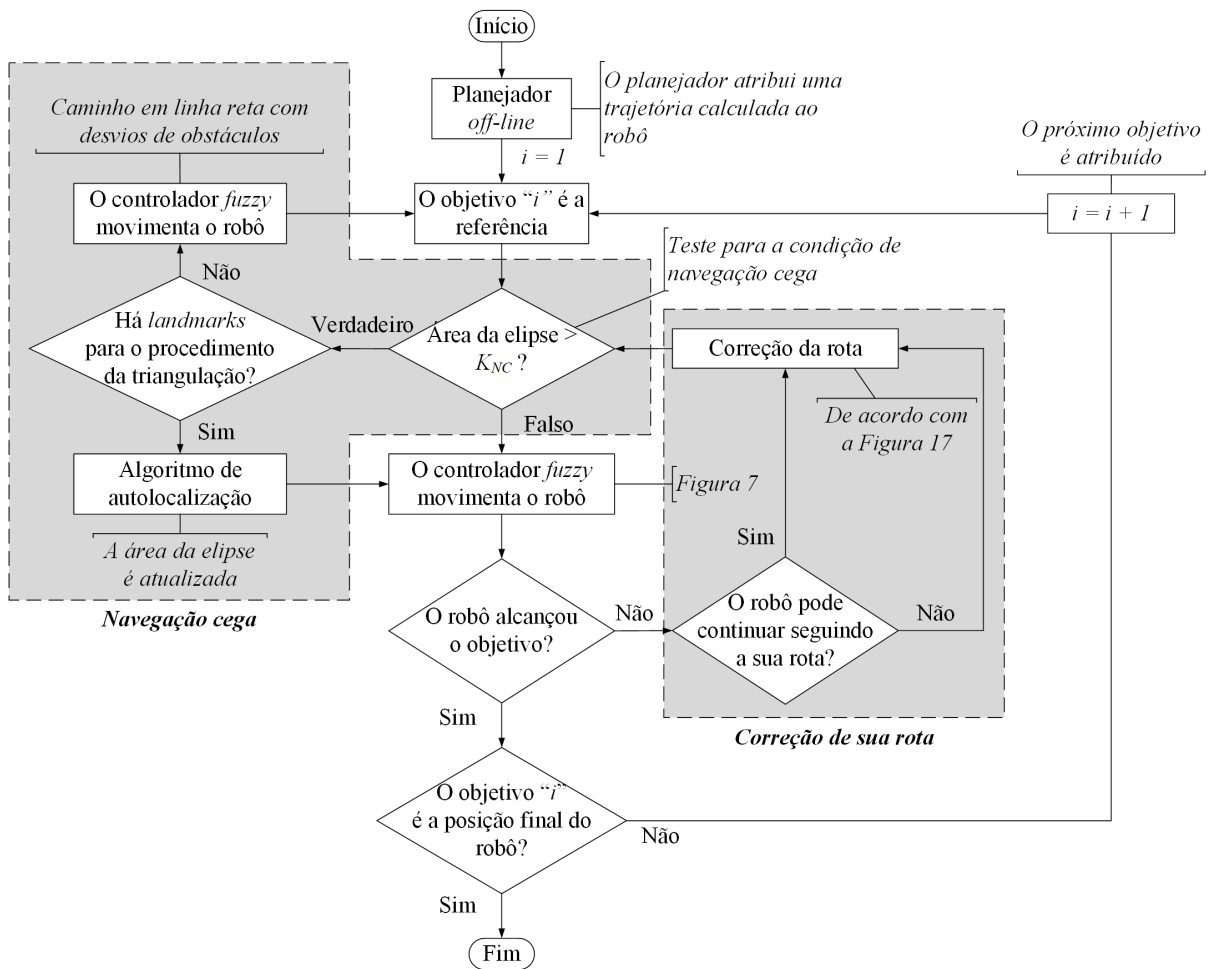 Início
Planejador
off-line
O planejador atribui uma
trajetória calculada ao
robô
i = 1
Caminho em linha reta com
desvios de obstáculos
O próximo objetivo
é atribuído
O controlador fuzzy
movimenta o robô
O objetivo “i” é a
referência
i = i + 1
Não
Teste para a condição de
navegação cega
Há landmarks
para o procedimento
da triangulação?
Verdadeiro
Área da elipse >
K_NC ?
Correção da rota
De acordo com
a Figura 17
Sim
Falso
Algoritmo de
autolocalização
O controlador fuzzy
movimenta o robô
Figura 7
A área da elipse
é atualizada
Navegação cega
Sim
O robô alcançou
o objetivo?
Não
O robô pode
continuar seguindo
a sua rota?
Não
Sim
Correção de sua rota
O objetivo “i”
é a posição final do
robô?
Não
Sim
Fim